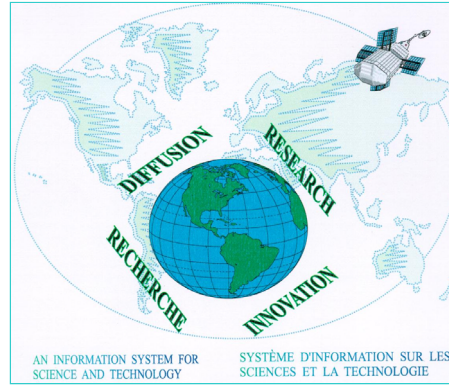 DIFFUSION
RESEARCH
RECHERCHE
INNOVATION
AN INFORMATION SYSTEM FOR
SCIENCE AND TECHNOLOGY
SYSTÈME D'INFORMATION SUR LES
SCIENCES ET LA TECHNOLOGIE